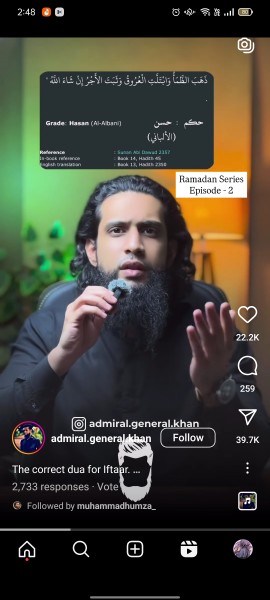 2:48
ذَهَبَ الظَّمَأُ وَابْتَلَّتِ الْعُرُوقُ وَثَبَتَ الأَجْرُ إِنْ شَاءَ اللَّهُ ‏"‏
‏.‏
Grade: Hasan (Al-Albani)
حسن : حكم
(الألباني)
Reference : Sunan Abi Dawud 2357
In-book reference : Book 14, Hadith 45
English translation : Book 13, Hadith 2350
Ramadan Series
Episode - 2
22.2K
259
39.7K
admiral.general.khan
admiral.general.khan
Follow
The correct dua for Iftaar. ...
2,733 responses · Vote
Followed by muhammadhumza_